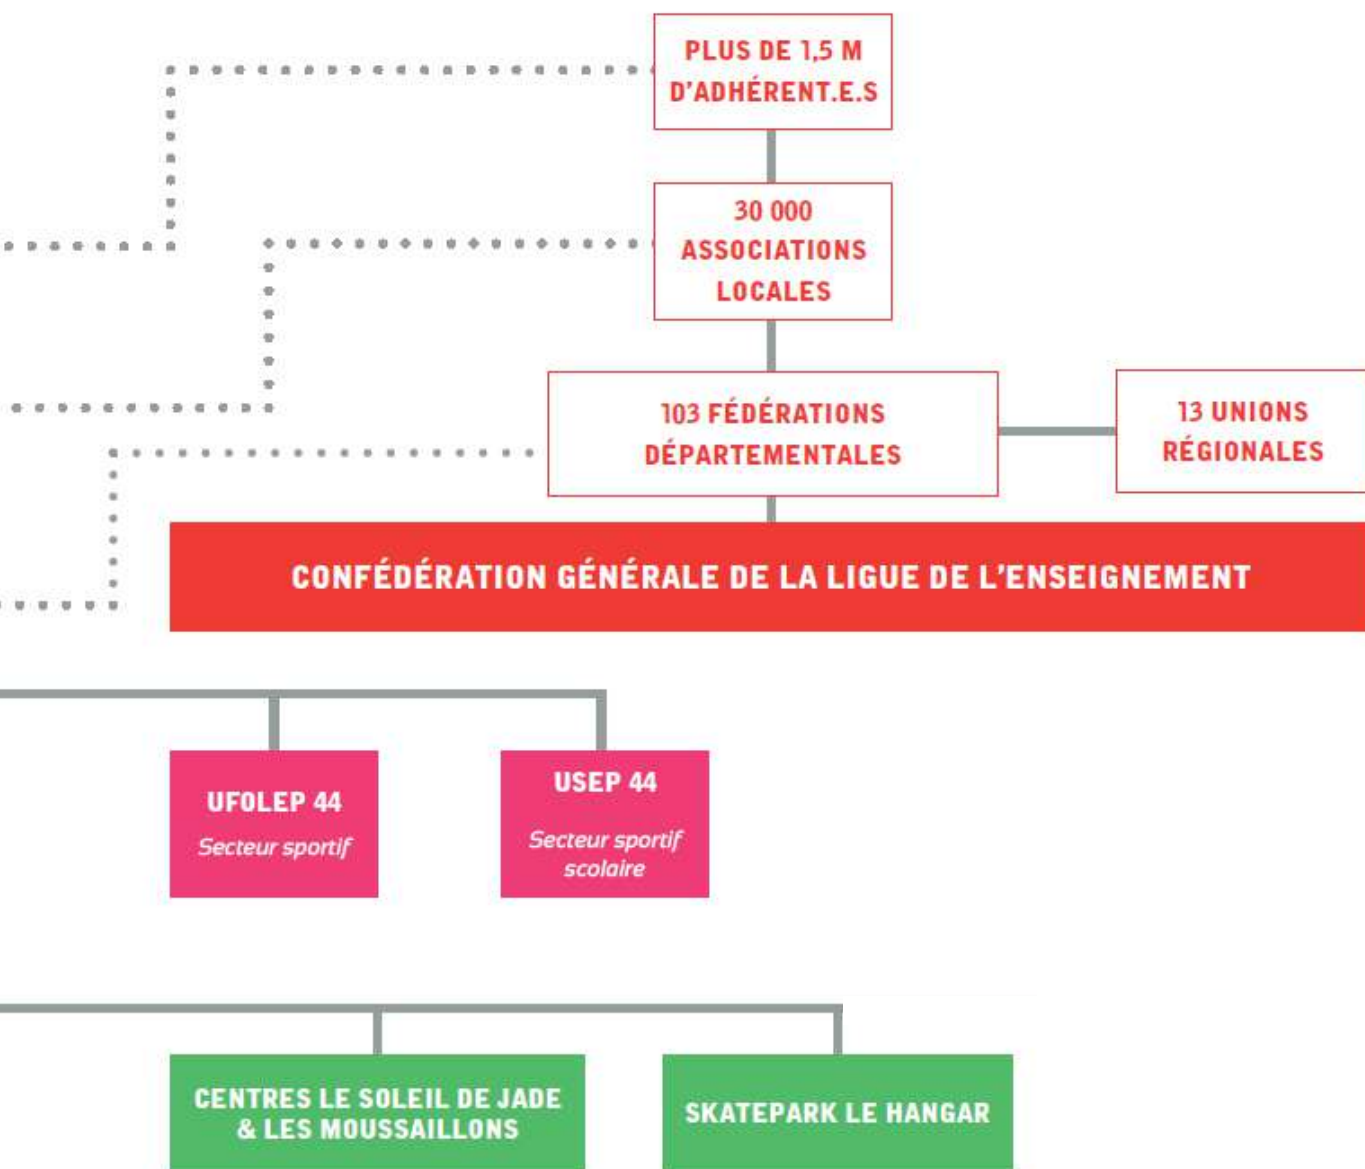 PLUS DE 1,5 M
D'ADHÉRENT.E.S
30 000
ASSOCIATIONS
LOCALES
103 FÉDÉRATIONS
DÉPARTEMENTALES
13 UNIONS
RÉGIONALES
CONFÉDÉRATION GÉNÉRALE DE LA LIGUE DE L'ENSEIGNEMENT
UFOLEP 44
Secteur sportif
USEP 44
Secteur sportif
scolaire
CENTRES LE SOLEIL DE JADE
& LES MOUSSAILLONS
SKATEPARK LE HANGAR